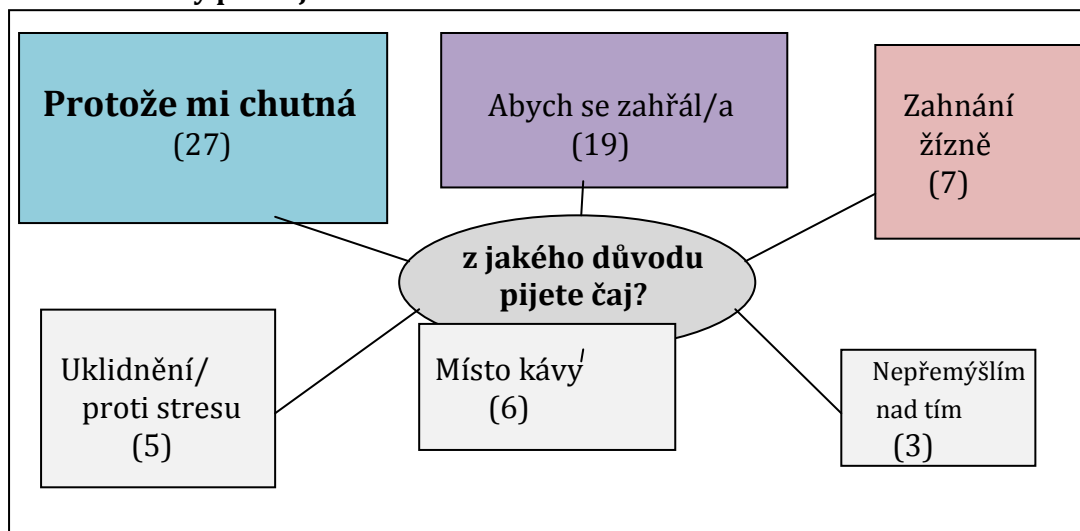 Protože mi chutná
(27)
Abych se zahřál/a
(19)
Zahnání
žízně
(7)
z jakého důvodu
pijete čaj?
Uklidnění/
proti stresu
(5)
Místo kávy
(6)
Nepřemýšlím
nad tím
(3)